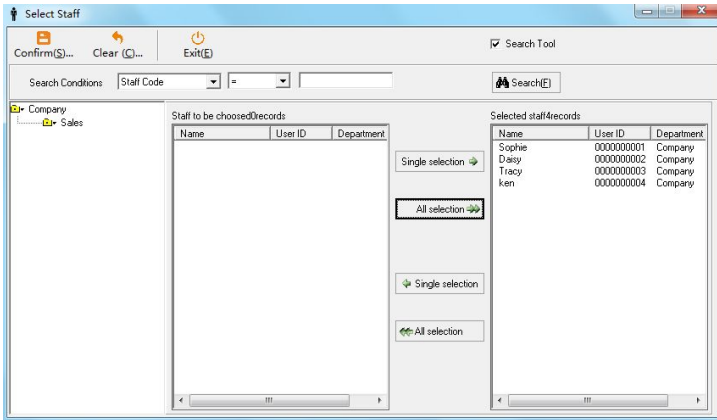 Select Staff
Confirm(S)... Clear (C)... Exit(E) Search Tool
Search Conditions Staff Code = Search(F)
Company
Sales
Staff to be choosed0records
Name User ID Department
Single selection
All selection
Single selection
All selection
Selected staff4records
Name User ID Department
Sophie 0000000001 Company
Daisy 0000000002 Company
Tracy 0000000003 Company
ken 0000000004 Company